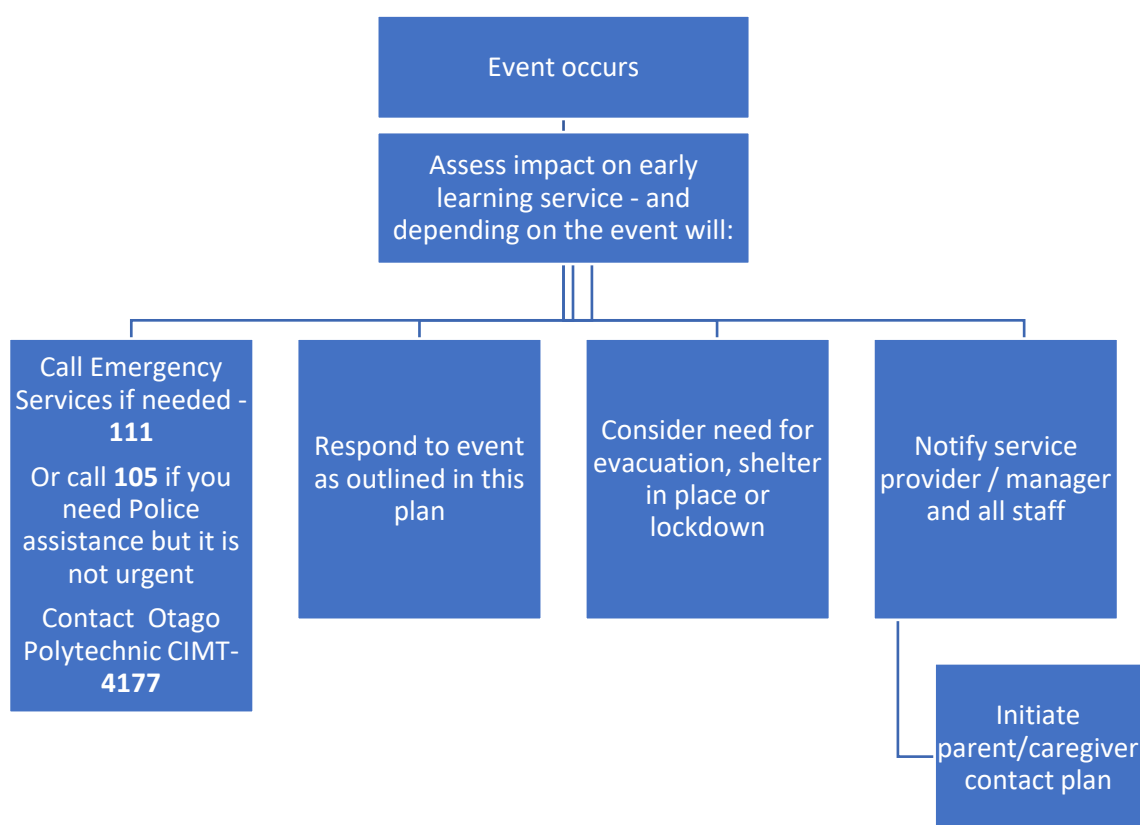 Event occurs
Assess impact on early
learning service - and
depending on the event will:
Call Emergency
Services if needed -
111
Or call 105 if you
need Police
assistance but it is
not urgent
Contact  Otago
Polytechnic CIMT-
4177
Respond to event
as outlined in this
plan
Consider need for
evacuation, shelter
in place or
lockdown
Notify service
provider / manager
and all staff
Initiate
parent/caregiver
contact plan